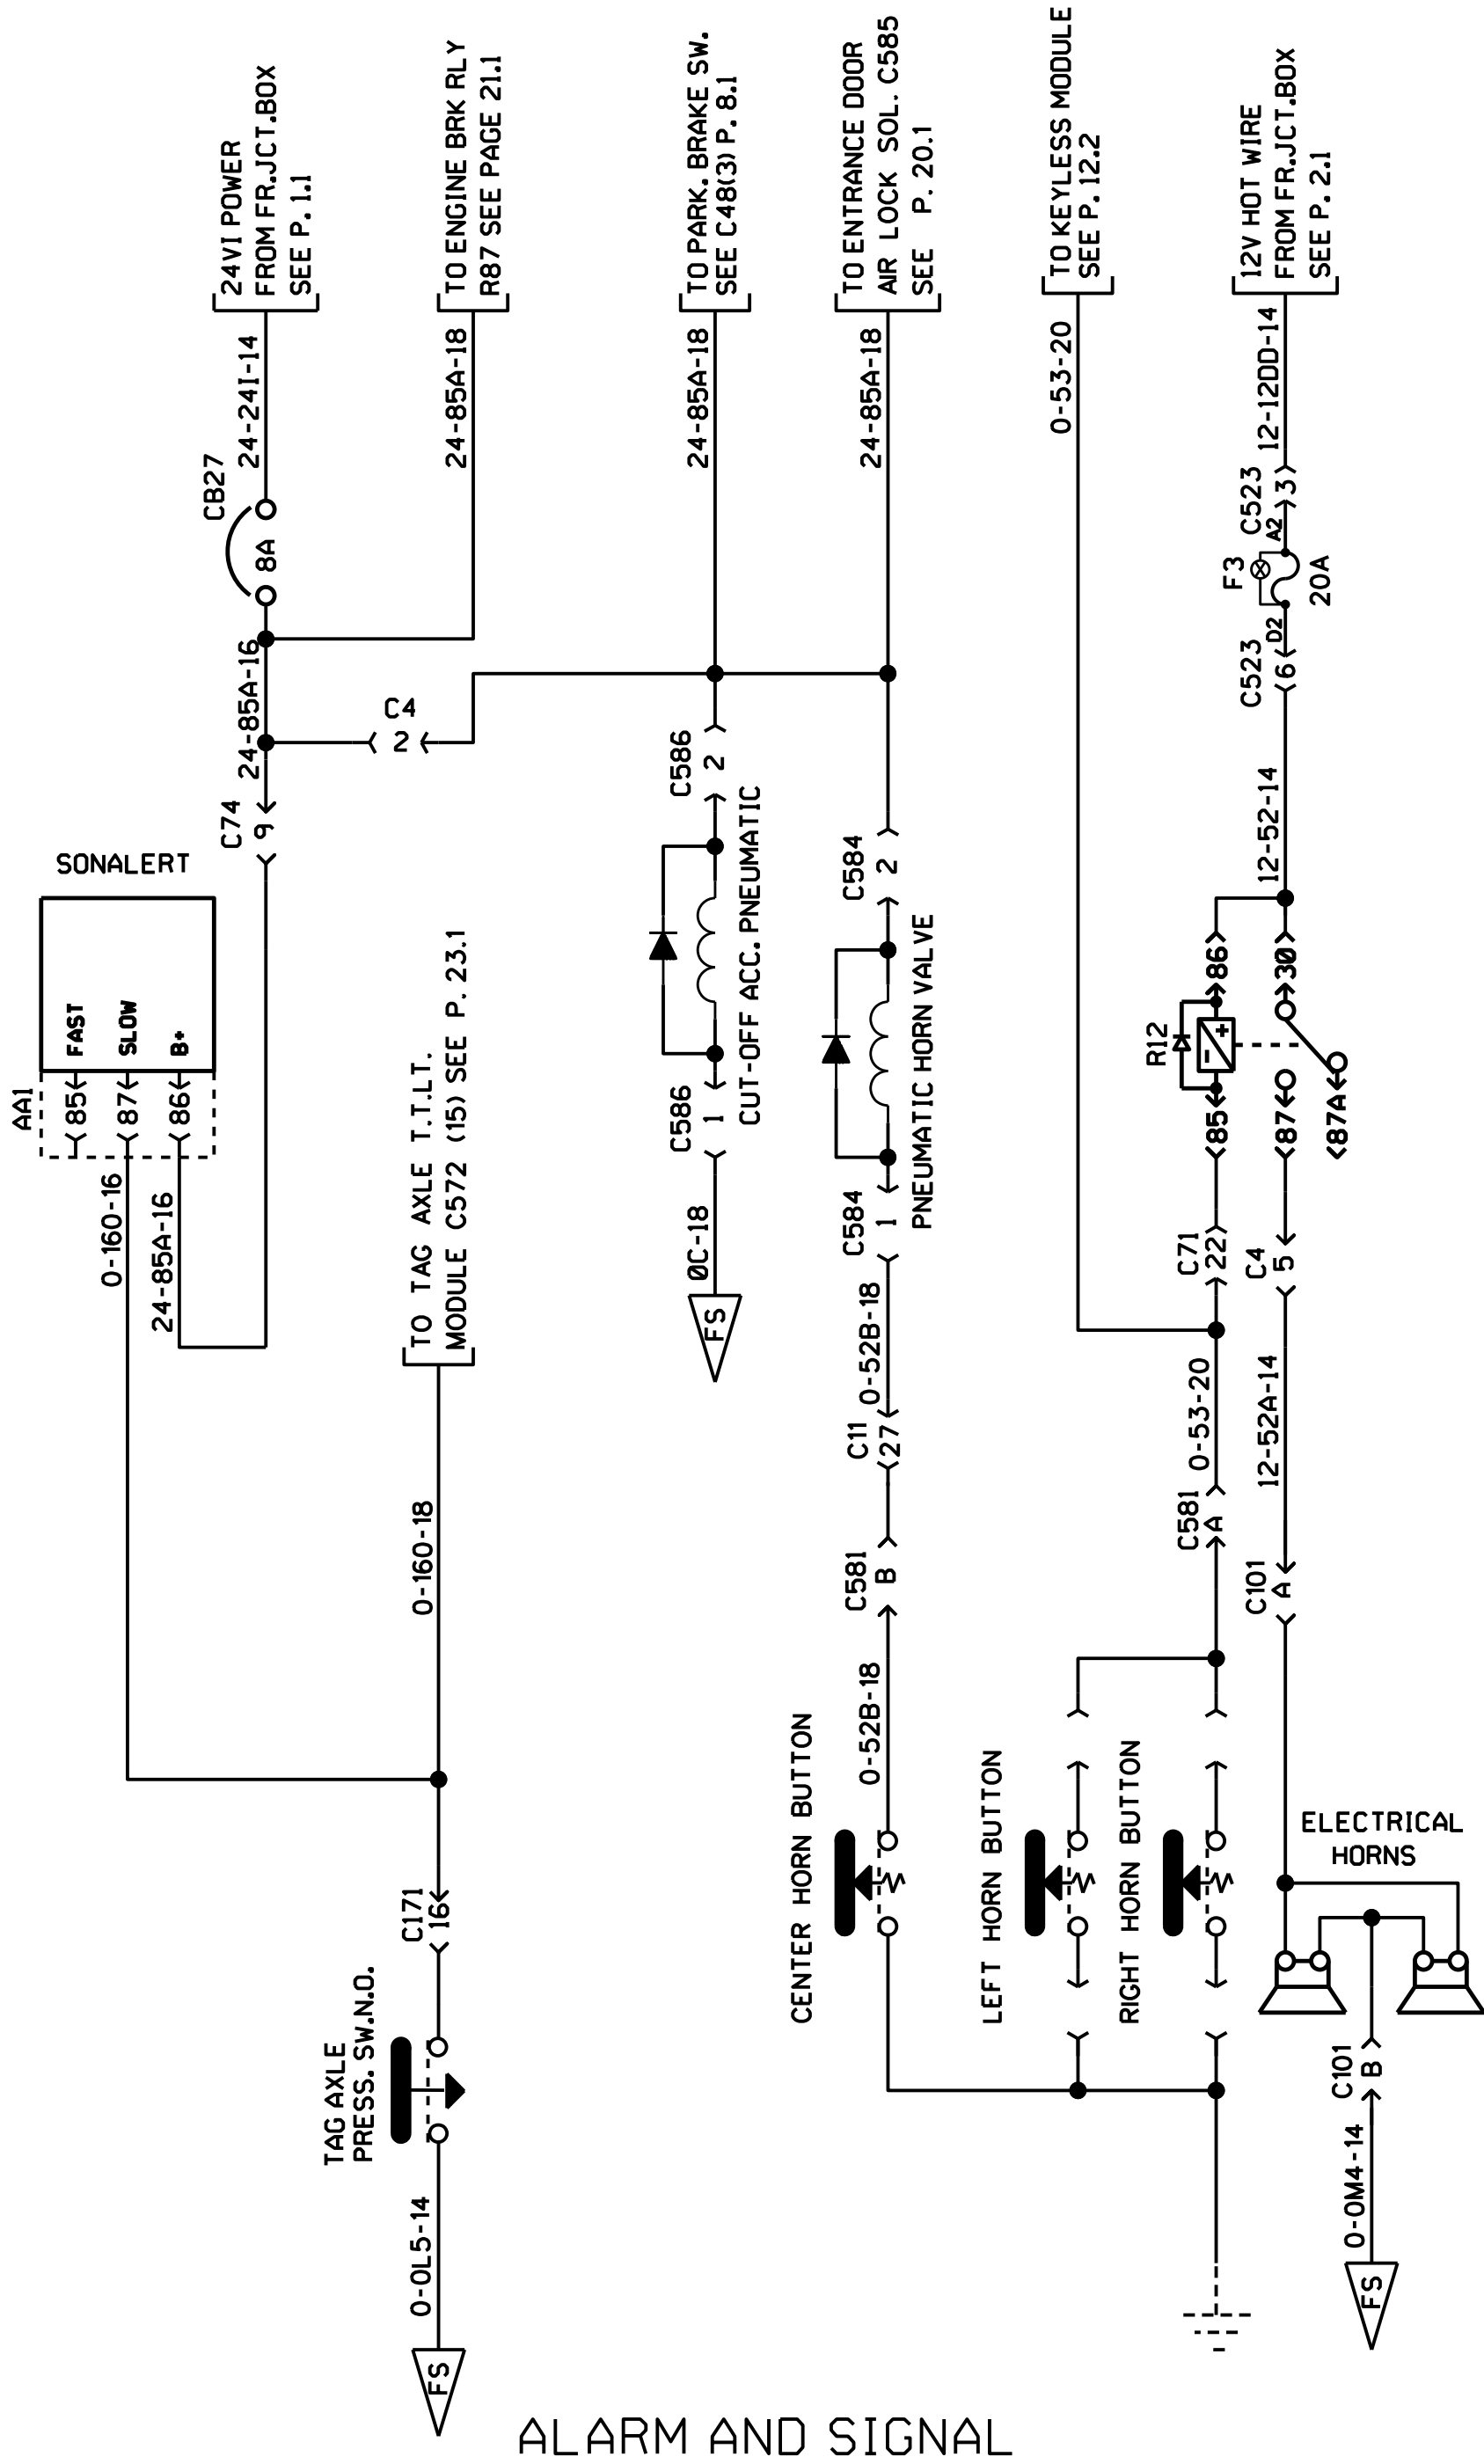 24VI POWER
FROM FR.JCT.BOX
SEE P. 1.1
TO ENGINE BRK RLY
R87 SEE PAGE 21.1
TO PARK. BRAKE SW.
SEE C48(3) P. 8.1
TO ENTRANCE DOOR
AIR LOCK SOL. C585
SEE P. 20.1
TO KEYLESS MODULE
SEE P. 12.2
12V HOT WIRE
FROM FR.JCT.BOX
SEE P. 2.1
24-24I-14
24-85A-18
24-85A-18
24-85A-18
0-53-20
12-12DD-14
CB27
8A
C523
3
A2
F3
20A
D2
C523
6
24-85A-16
C4
2
C74
9
C586
2
C584
2
12-52-14
SONALERT
FAST
SLOW
B+
AA1
85
87
86
0-160-16
24-85A-16
TO TAG AXLE T.T.LT.
MODULE C572 (15) SEE P. 23.1
CUT-OFF ACC. PNEUMATIC
C586
1
0C-18
FS
PNEUMATIC HORN VALVE
C584
1
0-52B-18
C11
27
R12
86
30
- +
85
87
87A
C71
22
C4
5
0-53-20
12-52A-14
0-160-18
C581
B
C581
A
C101
A
0-52B-18
CENTER HORN BUTTON
LEFT HORN BUTTON
RIGHT HORN BUTTON
ELECTRICAL
HORNS
C171
16
TAG AXLE
PRESS. SW.N.O.
C101
B
0-0L5-14
FS
0-0M4-14
FS
ALARM AND SIGNAL